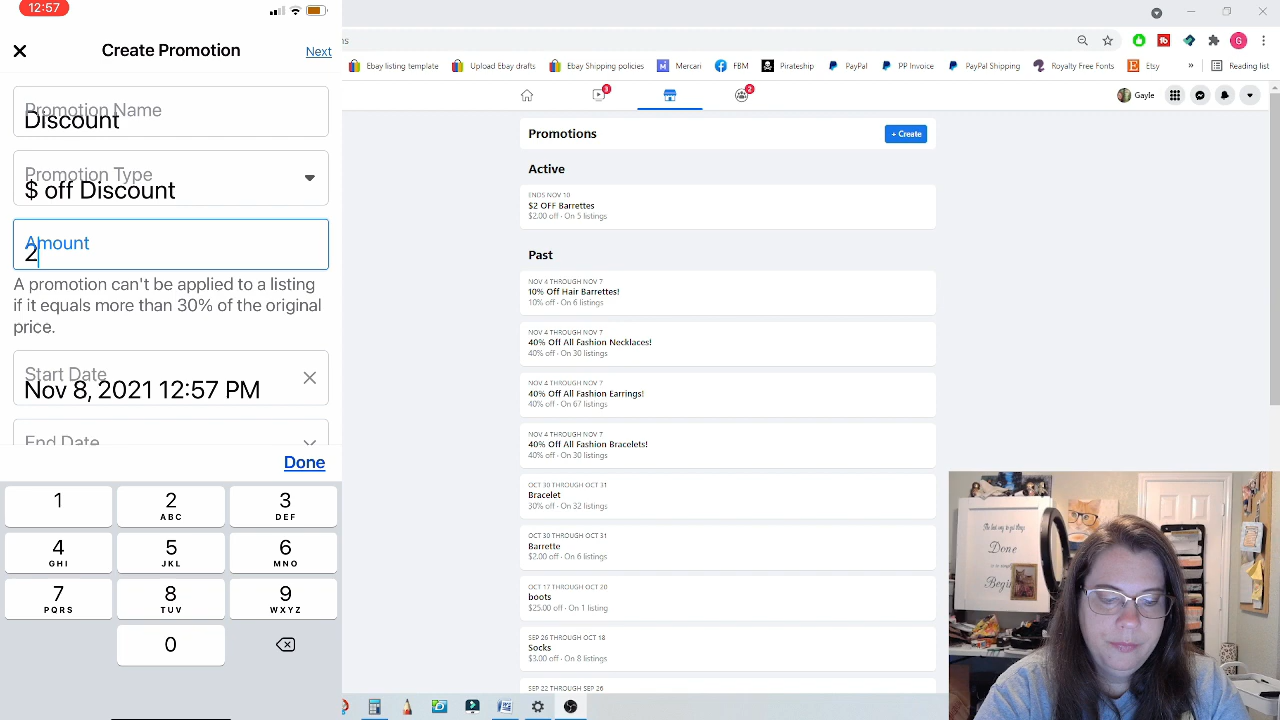 12:57
Create Promotion
Next
Promotion Name
Discount
Promotion Type
$ off Discount
Amount
2
A promotion can't be applied to a listing
if it equals more than 30% of the original
price.
Start Date
Nov 8, 2021 12:57 PM
End Date
Done
1
2
ABC
3
DEF
4
GHI
5
JKL
6
MNO
7
PQRS
8
TUV
9
WXYZ
0
ns
Ebay listing template
Upload Ebay drafts
Ebay Shipping policies
Mercari
FBM
Pirateship
PayPal
PP Invoice
PayPal Shipping
Royalty Free Fonts
Etsy
»
Reading list
G
2
Gayle
Promotions
+ Create
Active
ENDS NOV 10
$2 OFF Barrettes
$2.00 off · On 5 listings
Past
NOV 4 THROUGH NOV 7
10% Off Hair Barrettes!
10% off · On 6 listings
NOV 4 THROUGH NOV 7
40% Off All Fashion Necklaces!
40% off · On 30 listings
NOV 4 THROUGH NOV 7
40% Off All Fashion Earrings!
40% off · On 67 listings
NOV 4 THROUGH NOV 7
40% Off All Fashion Bracelets!
40% off · On 30 listings
OCT 30 THROUGH OCT 31
Bracelet
30% off · On 32 listings
OCT 30 THROUGH OCT 31
Barrette
$2.00 off · On 6 listings
OCT 17 THROUGH OCT 20
boots
$25.00 off · On 1 listing
SEP 26 THROUGH OCT 18
Socks
$3.00 off · On 8 listings
SEP 22 THROUGH SEP 26
Done